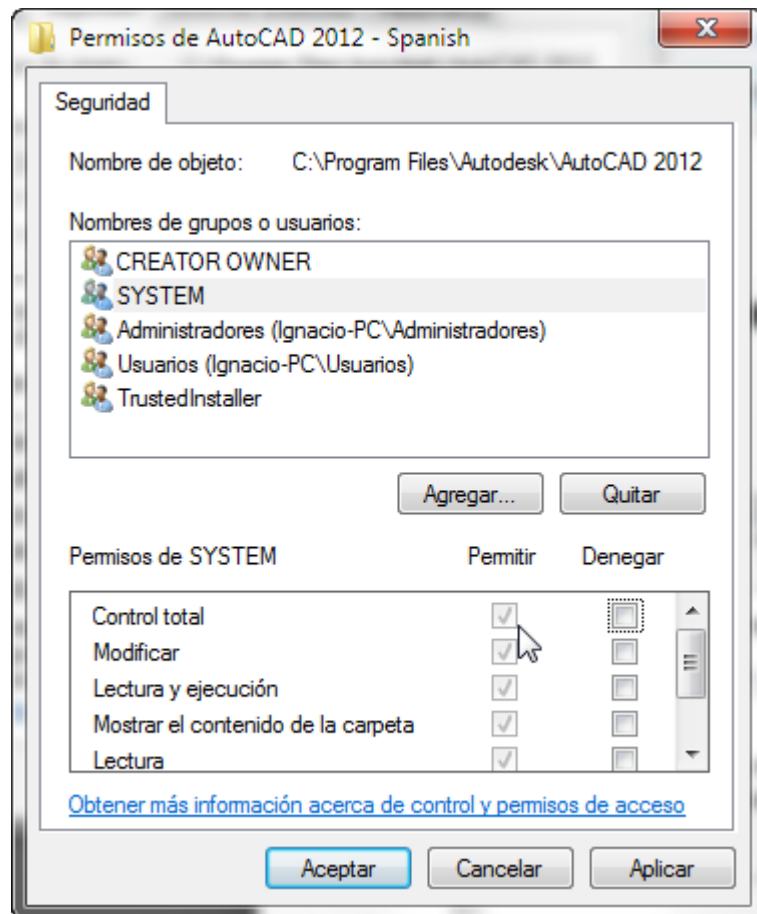 Permisos de AutoCAD 2012 - Spanish
Seguridad
Nombre de objeto: C:\Program Files\Autodesk\AutoCAD 2012
Nombres de grupos o usuarios:
CREATOR OWNER
SYSTEM
Administradores (Ignacio-PC\Administradores)
Usuarios (Ignacio-PC\Usuarios)
TrustedInstaller
Agregar... Quitar
Permisos de SYSTEM Permitir Denegar
Control total
Modificar
Lectura y ejecución
Mostrar el contenido de la carpeta
Lectura
Obtener más información acerca de control y permisos de acceso
Aceptar Cancelar Aplicar